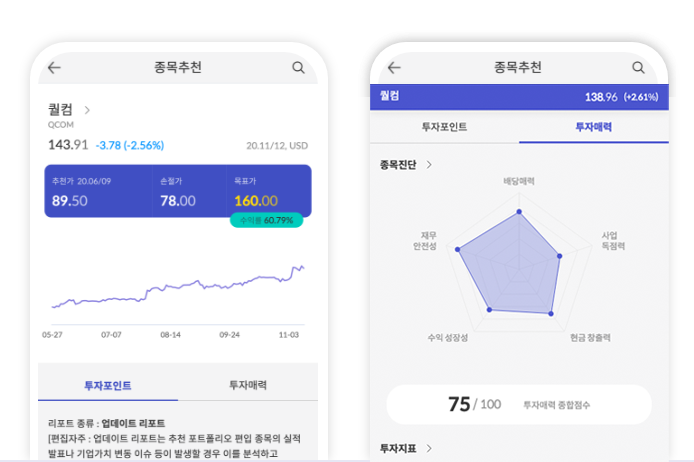 종목추천
퀄컴
QCOM
143.91 -3.78 (-2.56%) 20.11/12, USD
추천가 20.06/09 손절가 목표가
89.50 78.00 160.00
수익률 60.79%
05-27 07-07 08-14 09-24 11-03
투자포인트 투자매력
리포트 종류 : 업데이트 리포트
[편집자주 : 업데이트 리포트는 추천 포트폴리오 편입 종목의 실적
발표나 기업가치 변동 이슈 등이 발생할 경우 이를 분석하고
종목추천
퀄컴 138.96 (+2.61%)
투자포인트 투자매력
종목진단
배당매력
재무
안전성
사업
독점력
수익 성장성 현금 창출력
75 / 100 투자매력 종합점수
투자지표